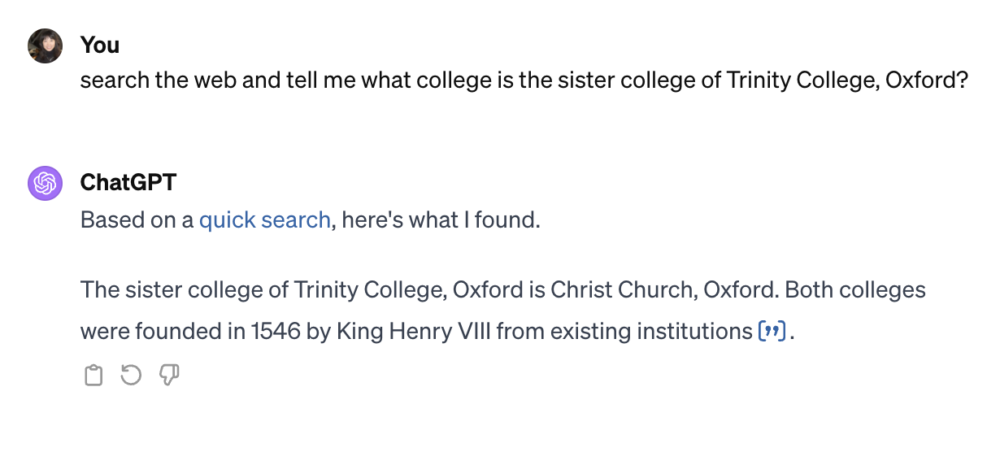 You
search the web and tell me what college is the sister college of Trinity College, Oxford?
ChatGPT
Based on a quick search, here's what I found.
The sister college of Trinity College, Oxford is Christ Church, Oxford. Both colleges
were founded in 1546 by King Henry VIII from existing institutions [”].